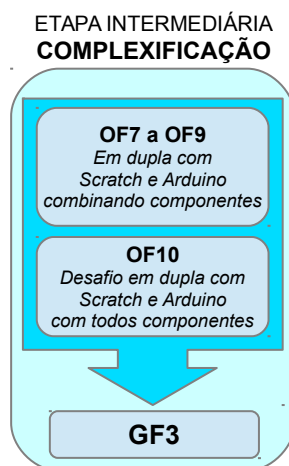 ETAPA INTERMEDIÁRIA
COMPLEXIFICAÇÃO
OF7 a OF9
Em dupla com
Scratch e Arduino
combinando componentes
OF10
Desafio em dupla com
Scratch e Arduino
com todos componentes
GF3